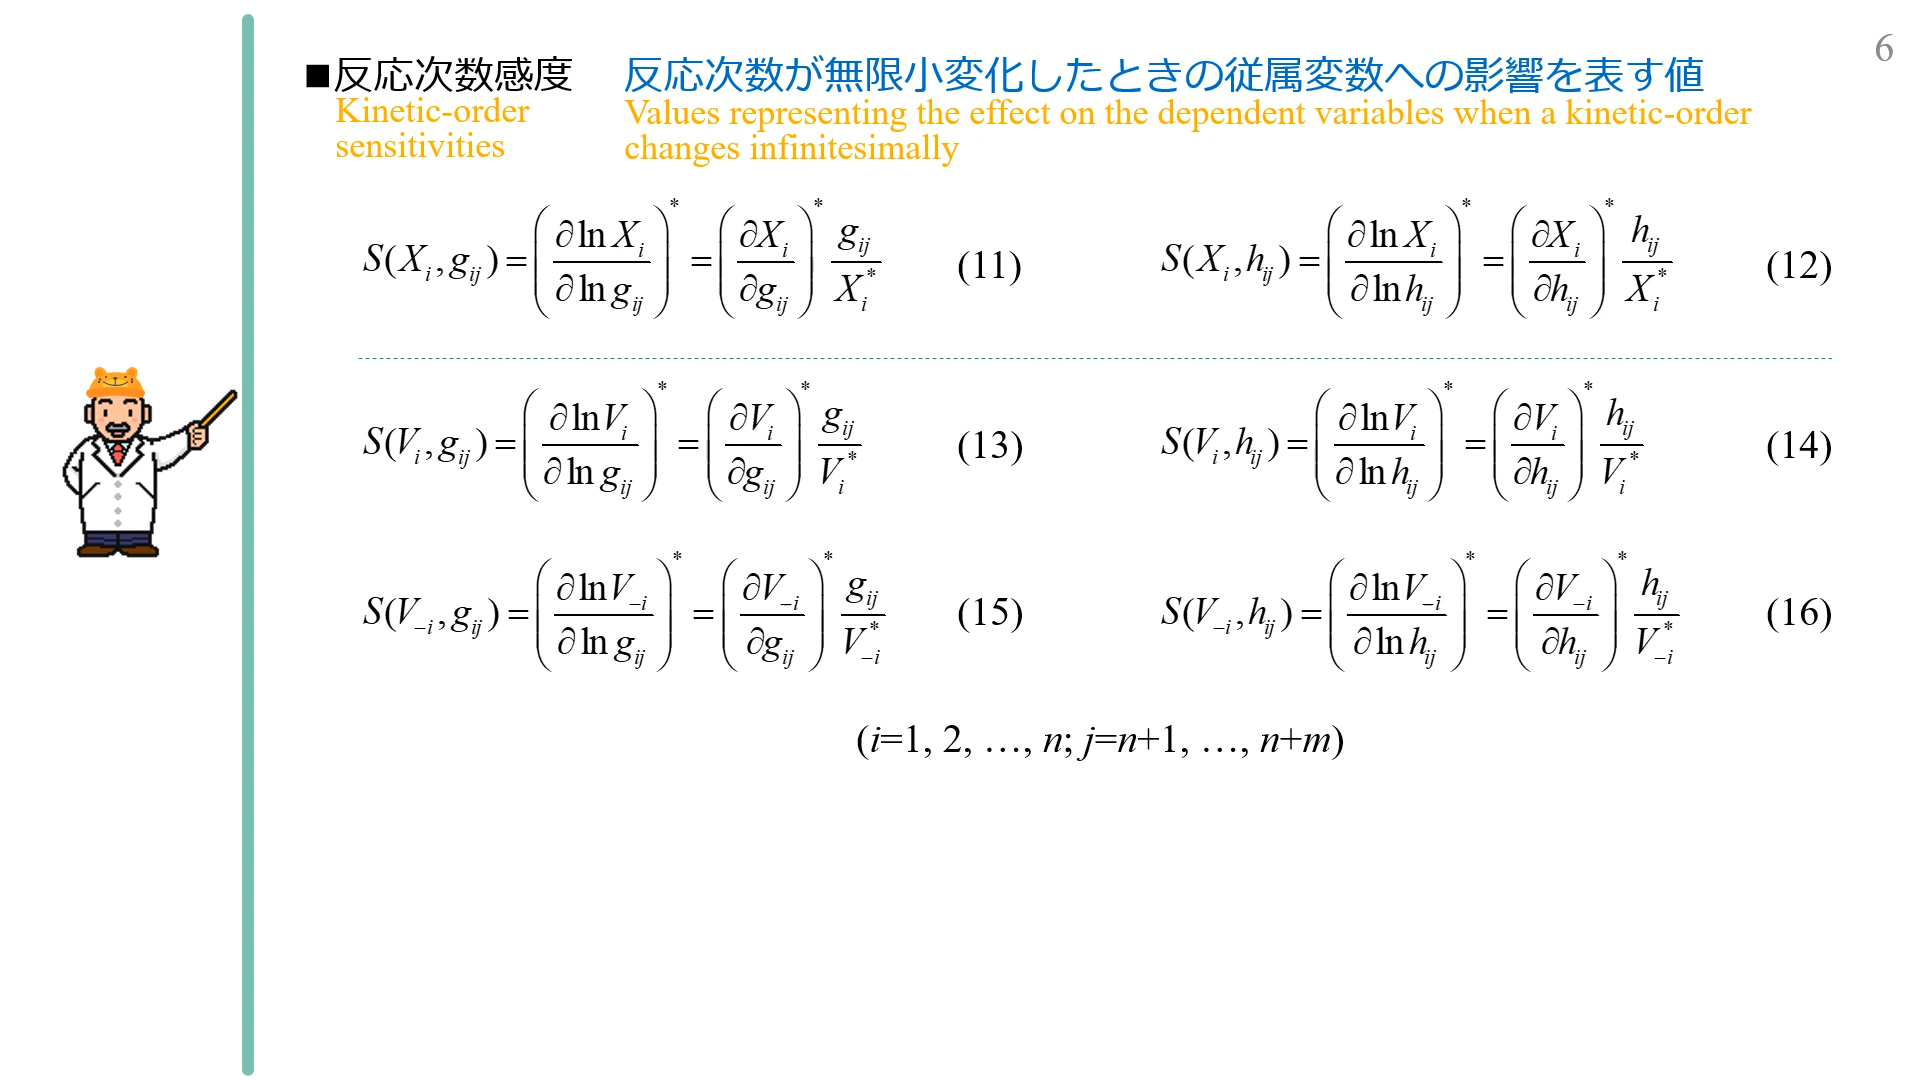 6
■反応次数感度 反応次数が無限小変化したときの従属変数への影響を表す値
Kinetic-order sensitivities
Values representing the effect on the dependent variables when a kinetic-order changes infinitesimally
S(X_i, g_ij) = (∂ln X_i / ∂ln g_ij)^* = (∂X_i / ∂g_ij)^* g_ij / X_i^* (11)
S(X_i, h_ij) = (∂ln X_i / ∂ln h_ij)^* = (∂X_i / ∂h_ij)^* h_ij / X_i^* (12)
S(V_i, g_ij) = (∂ln V_i / ∂ln g_ij)^* = (∂V_i / ∂g_ij)^* g_ij / V_i^* (13)
S(V_i, h_ij) = (∂ln V_i / ∂ln h_ij)^* = (∂V_i / ∂h_ij)^* h_ij / V_i^* (14)
S(V_−i, g_ij) = (∂ln V_−i / ∂ln g_ij)^* = (∂V_−i / ∂g_ij)^* g_ij / V_−i^* (15)
S(V_−i, h_ij) = (∂ln V_−i / ∂ln h_ij)^* = (∂V_−i / ∂h_ij)^* h_ij / V_−i^* (16)
(i=1, 2, …, n; j=n+1, …, n+m)